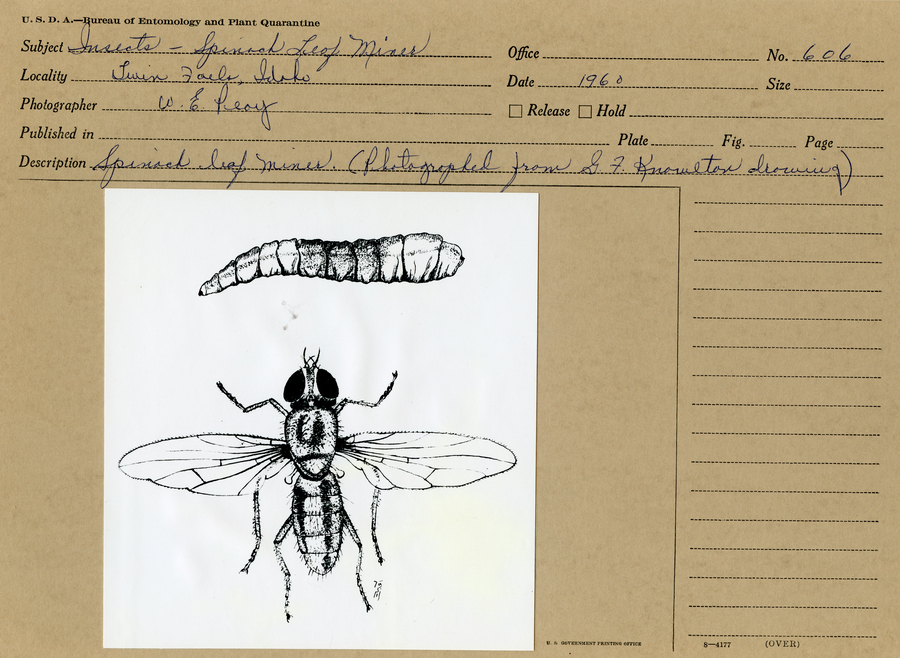 U. S. D. A.—Bureau of Entomology and Plant Quarantine
Subject Insects - Spinach Leaf Miner Office No. 606
Locality Twin Falls, Idaho Date 1960 Size
Photographer W. E. Peay Release Hold
Published in Plate Fig. Page
Description Spinach leaf miner. (Photographed from G. F. Knowlton drawing)
U. S. GOVERNMENT PRINTING OFFICE 8—4177 (OVER)